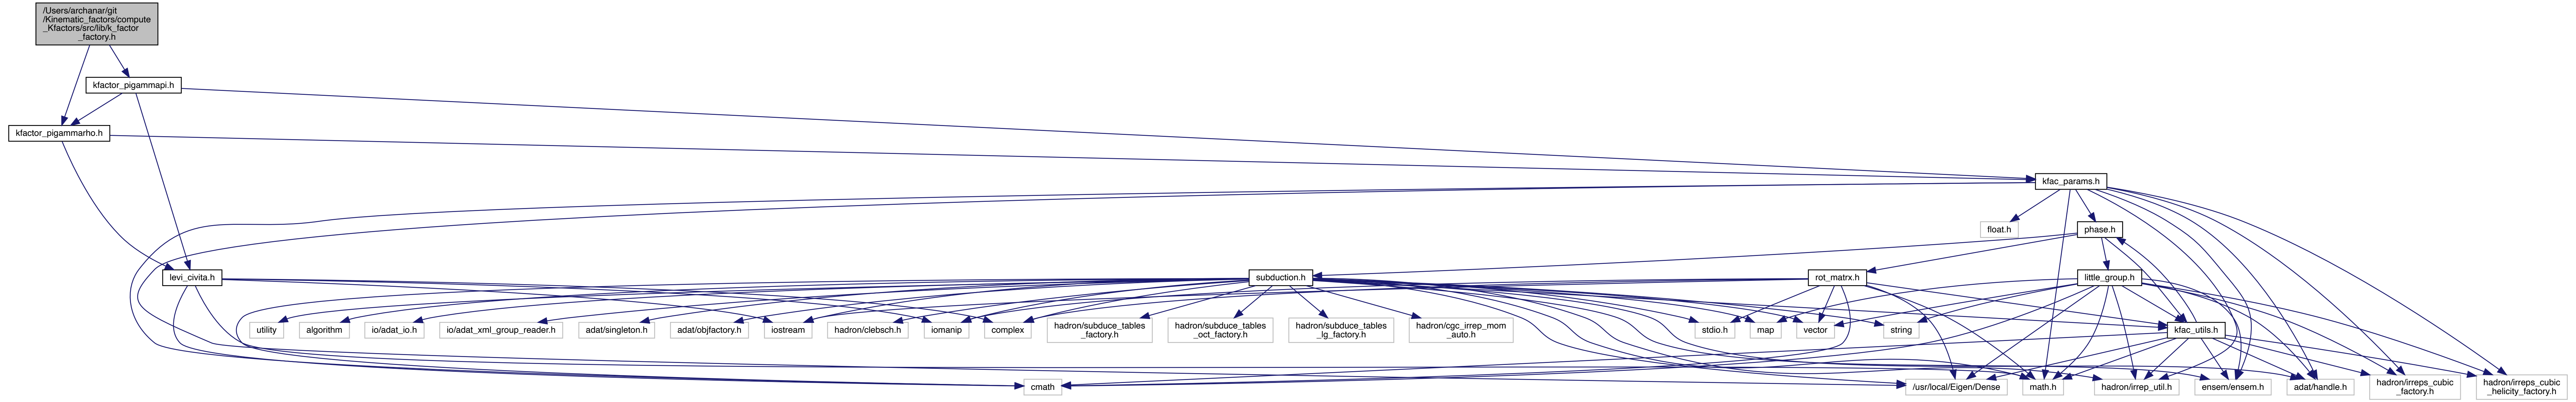 /Users/archanar/git
/Kinematic_factors/compute
_Kfactors/src/lib/k_factor
_factory.h
kfactor_pigammapi.h
kfactor_pigammarho.h
kfac_params.h
float.h
phase.h
levi_civita.h
subduction.h
rot_matrx.h
little_group.h
utility
algorithm
io/adat_io.h
io/adat_xml_group_reader.h
adat/singleton.h
adat/objfactory.h
iostream
hadron/clebsch.h
iomanip
complex
hadron/subduce_tables
_factory.h
hadron/subduce_tables
_oct_factory.h
hadron/subduce_tables
_lg_factory.h
hadron/cgc_irrep_mom
_auto.h
stdio.h
map
vector
string
kfac_utils.h
cmath
/usr/local/Eigen/Dense
math.h
hadron/irrep_util.h
ensem/ensem.h
adat/handle.h
hadron/irreps_cubic
_factory.h
hadron/irreps_cubic
_helicity_factory.h